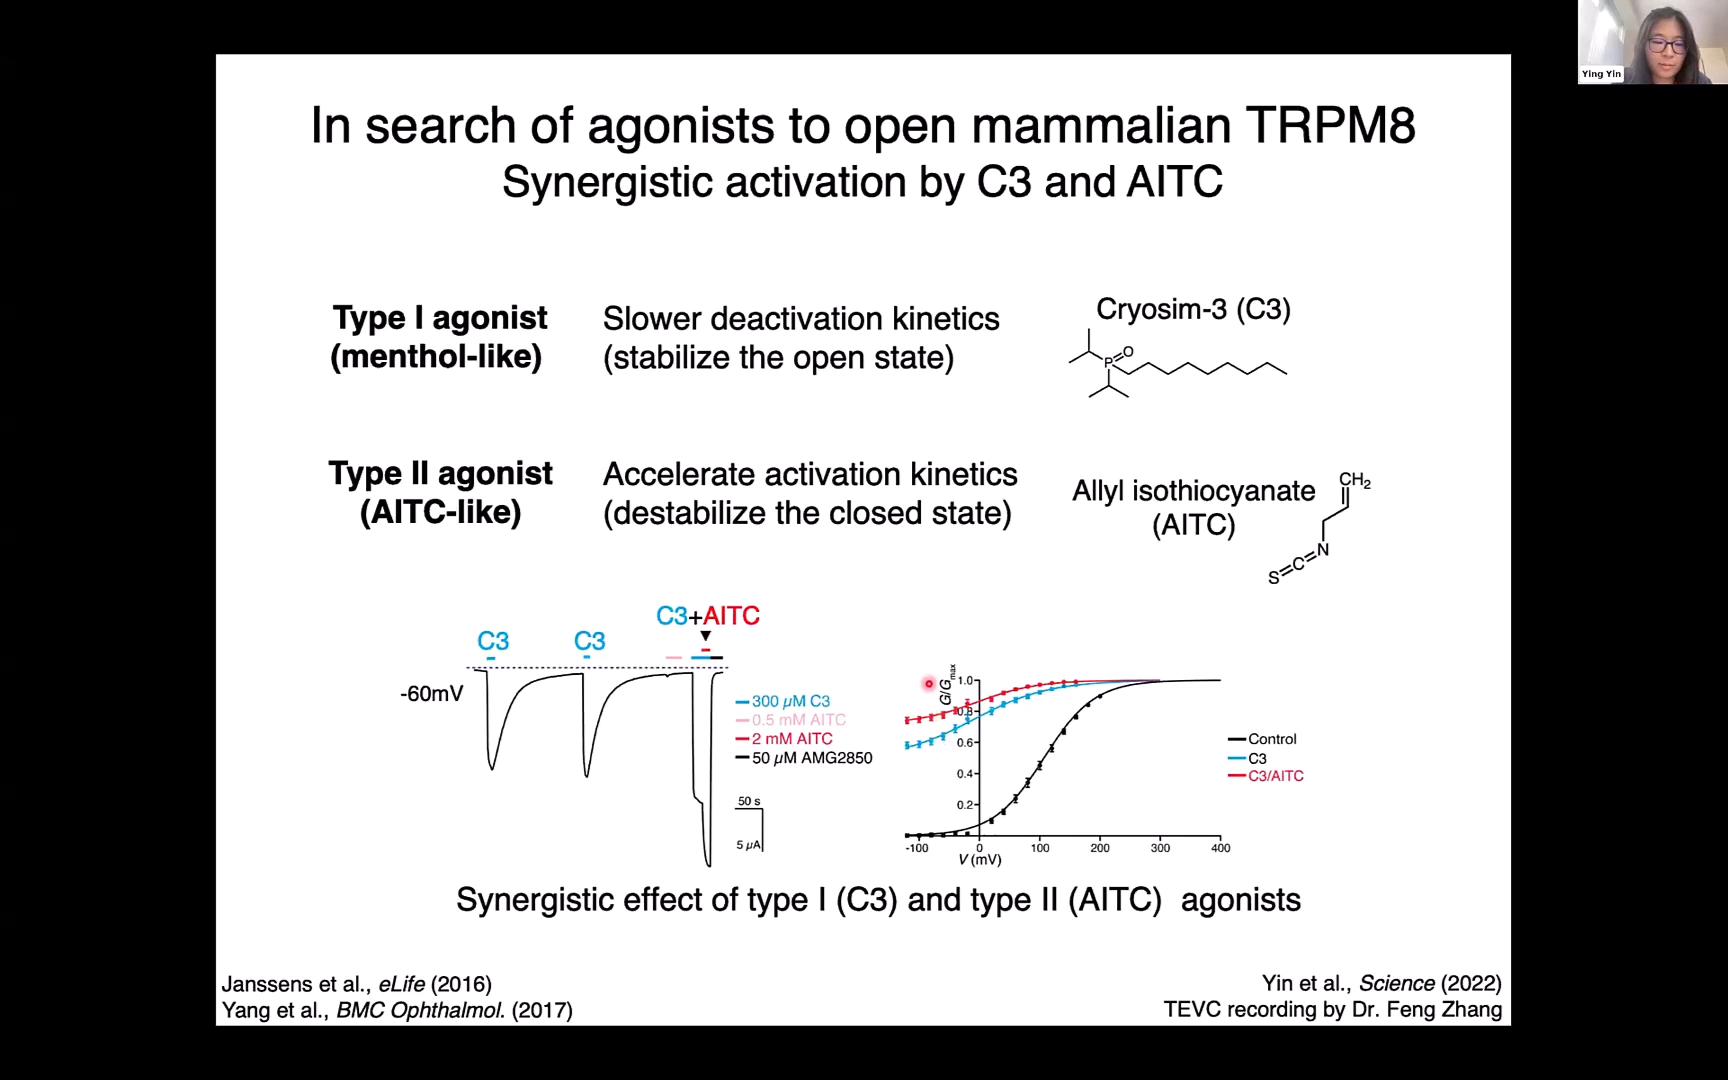 Ying Yin
In search of agonists to open mammalian TRPM8
Synergistic activation by C3 and AITC
Type I agonist
(menthol-like)
Slower deactivation kinetics
(stabilize the open state)
Cryosim-3 (C3)
P
O
Type II agonist
(AITC-like)
Accelerate activation kinetics
(destabilize the closed state)
Allyl isothiocyanate
(AITC)
CH₂
N
C
S
C3+AITC
C3
C3
-60mV
300 µM C3
0.5 mM AITC
2 mM AITC
50 µM AMG2850
50 s
5 µA
G/Gmax
1.0
0.8
0.6
0.4
0.2
-100 0 100 200 300 400
V (mV)
Control
C3
C3/AITC
Synergistic effect of type I (C3) and type II (AITC) agonists
Janssens et al., eLife (2016)
Yang et al., BMC Ophthalmol. (2017)
Yin et al., Science (2022)
TEVC recording by Dr. Feng Zhang